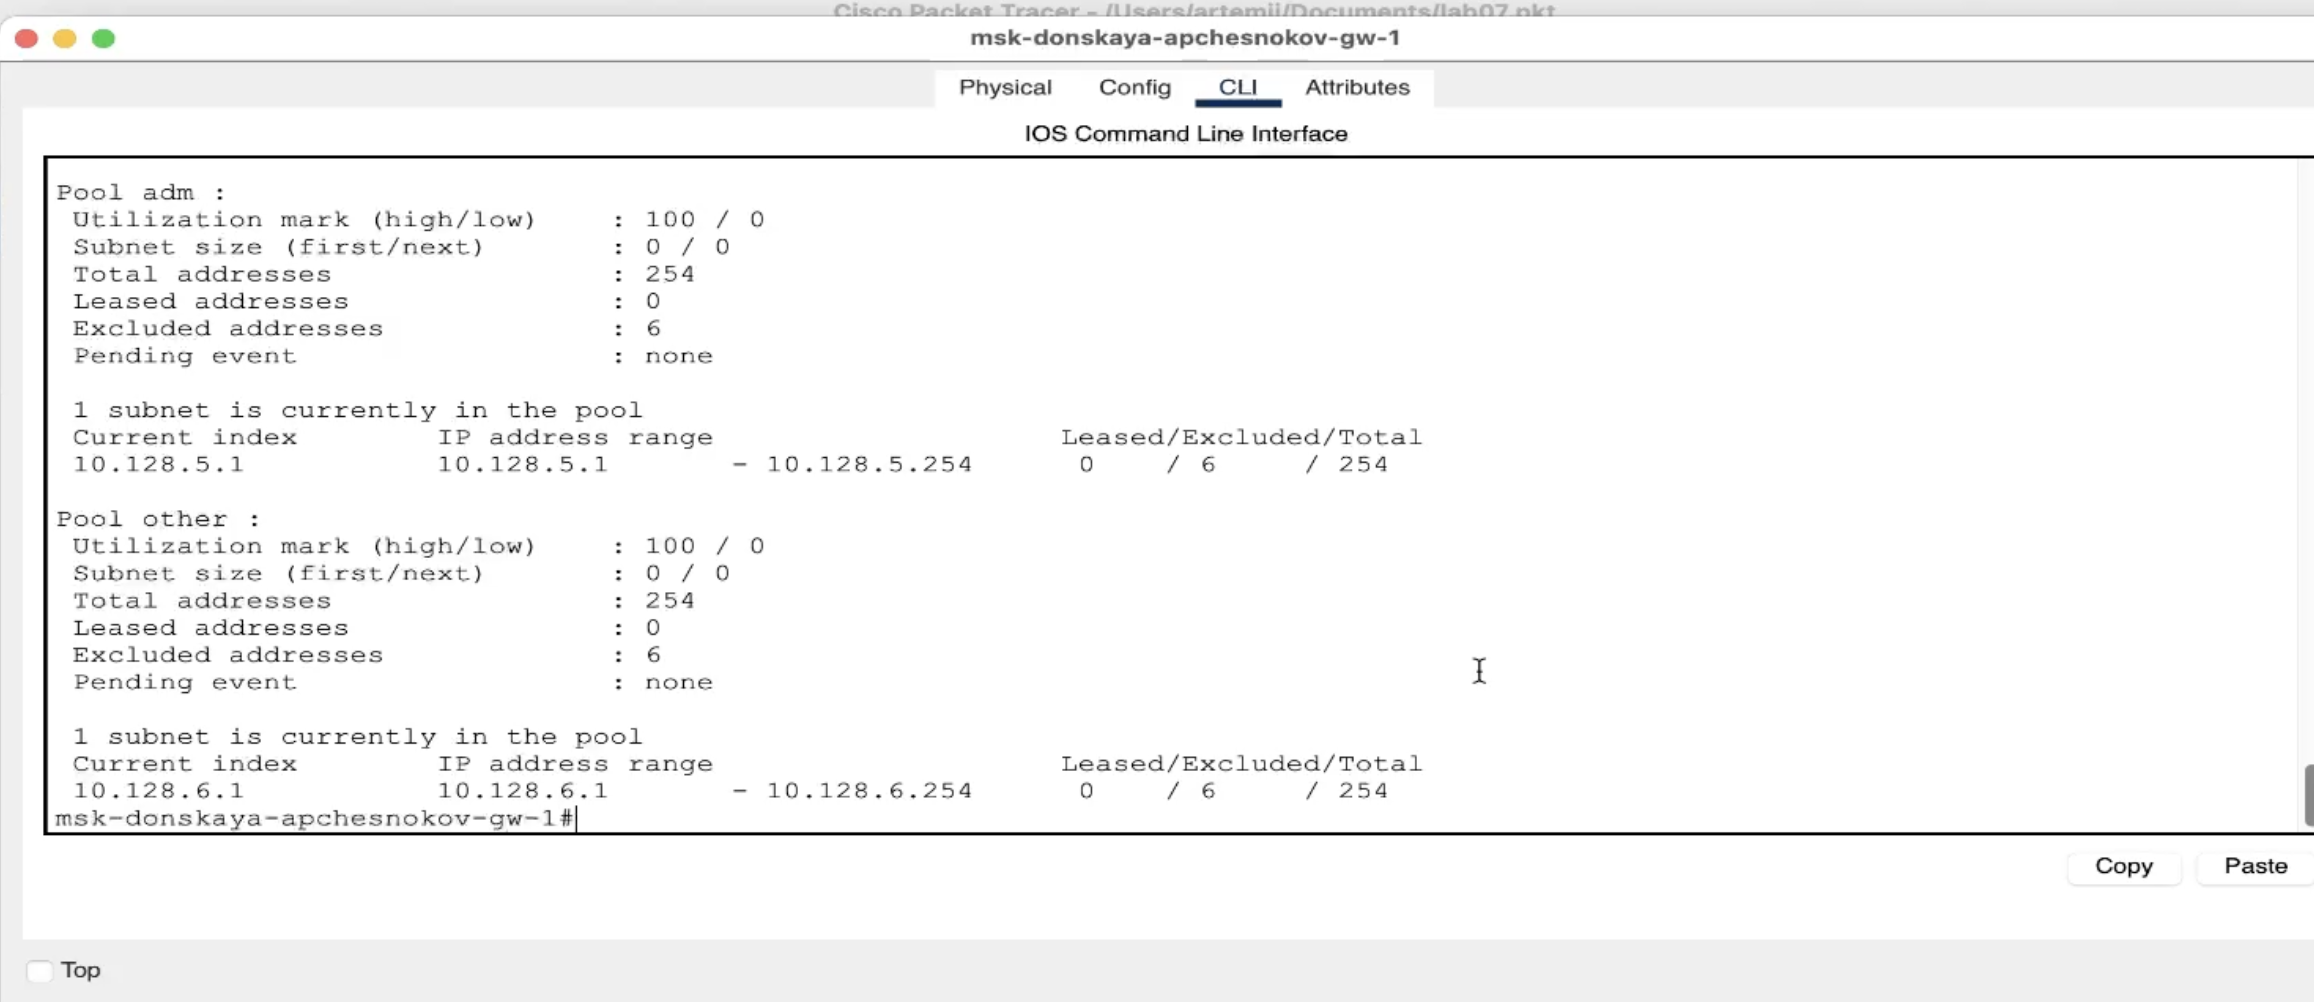 Cisco Packet Tracer - /Users/artemii/Documents/lab07.pkt
msk-donskaya-apchesnokov-gw-1
Physical Config CLI Attributes
IOS Command Line Interface
Pool adm :
Utilization mark (high/low) : 100 / 0
Subnet size (first/next) : 0 / 0
Total addresses : 254
Leased addresses : 0
Excluded addresses : 6
Pending event : none
1 subnet is currently in the pool
Current index IP address range Leased/Excluded/Total
10.128.5.1 10.128.5.1 - 10.128.5.254 0 / 6 / 254
Pool other :
Utilization mark (high/low) : 100 / 0
Subnet size (first/next) : 0 / 0
Total addresses : 254
Leased addresses : 0
Excluded addresses : 6
Pending event : none
1 subnet is currently in the pool
Current index IP address range Leased/Excluded/Total
10.128.6.1 10.128.6.1 - 10.128.6.254 0 / 6 / 254
msk-donskaya-apchesnokov-gw-1#
Copy Paste
Top